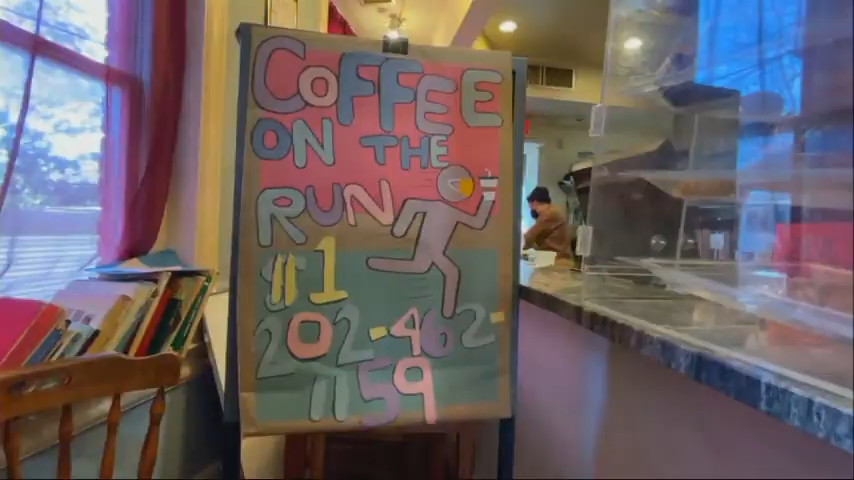 COFFEE
ON THE
RUN
$1
202-462-
1159